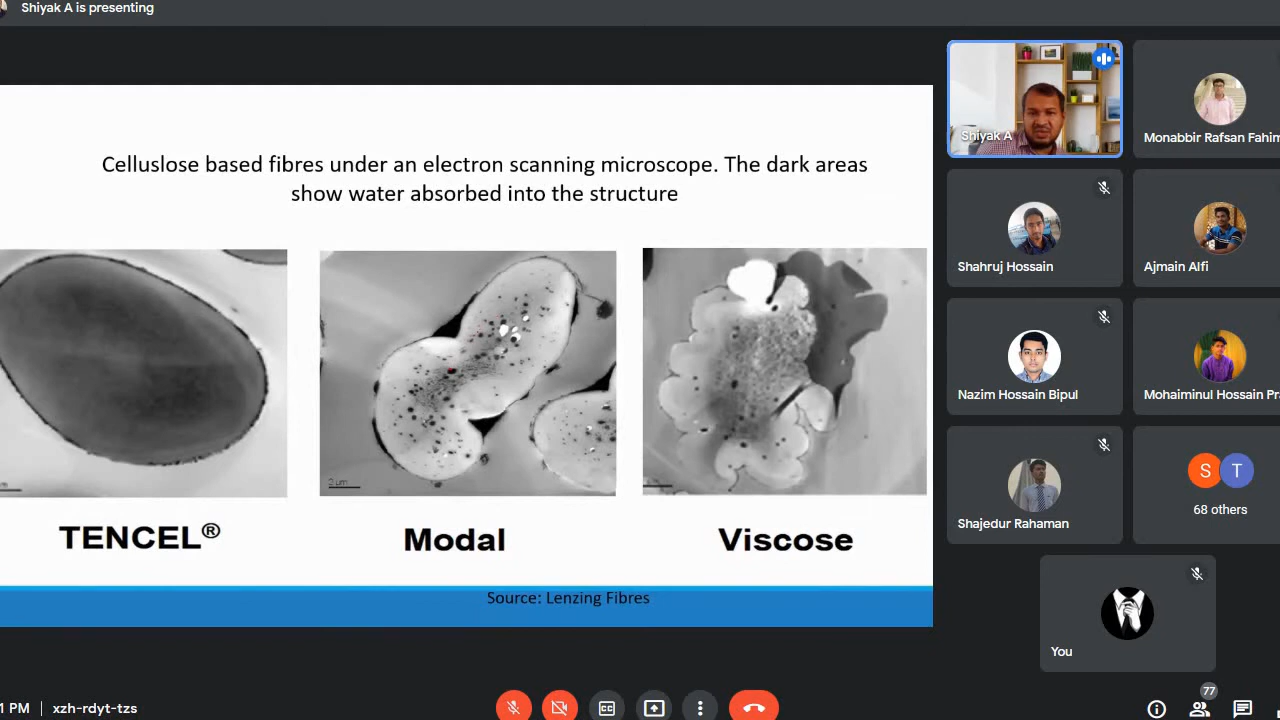 Shiyak A is presenting
Celluslose based fibres under an electron scanning microscope. The dark areas
show water absorbed into the structure
TENCEL®
Modal
Viscose
Source: Lenzing Fibres
Shiyak A
Monabbir Rafsan Fahim
Shahruj Hossain
Ajmain Alfi
Nazim Hossain Bipul
Mohaiminul Hossain Pr
Shajedur Rahaman
S T
68 others
You
1 PM | xzh-rdyt-tzs
77